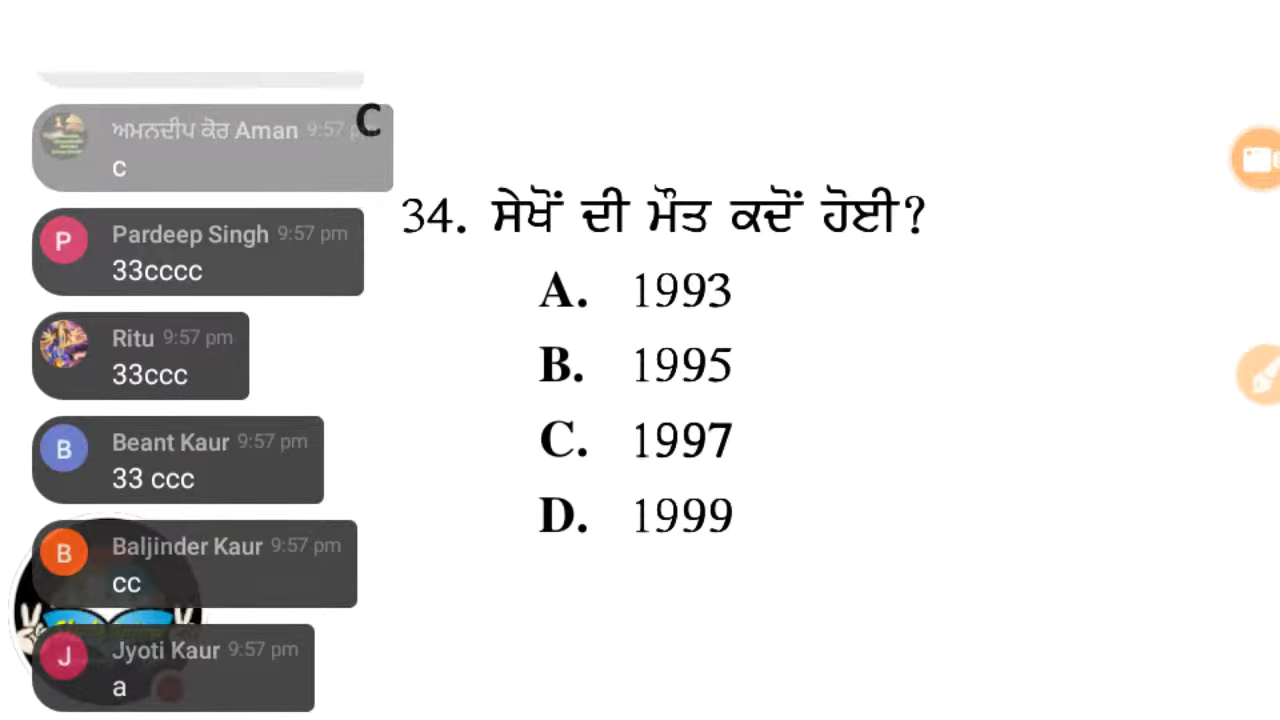 ਅਮਨਦੀਪ ਕੋਰ Aman 9:57
c
C
Pardeep Singh 9:57 pm
33cccc
Ritu 9:57 pm
33ccc
Beant Kaur 9:57 pm
33 ccc
Baljinder Kaur 9:57 pm
cc
Jyoti Kaur 9:57 pm
a
34. ਸੇਖੋਂ ਦੀ ਮੌਤ ਕਦੋਂ ਹੋਈ?
A. 1993
B. 1995
C. 1997
D. 1999
P
B
B
J